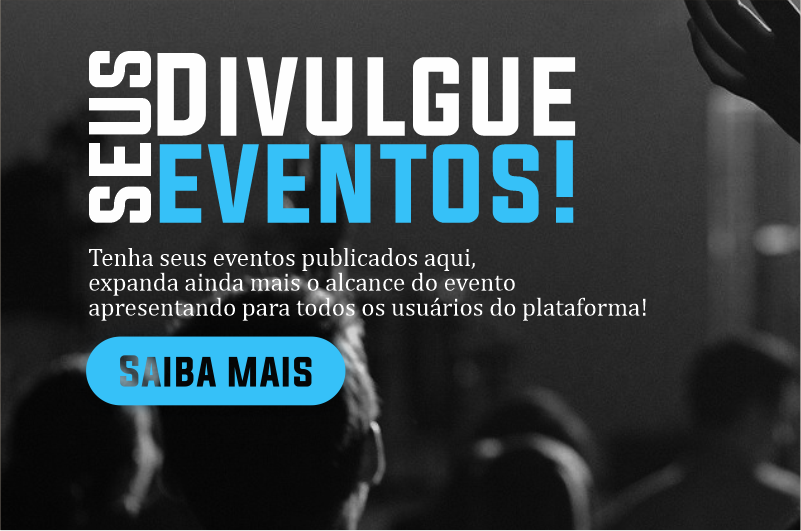 DIVULGUE
SEUS
EVENTOS!
Tenha seus eventos publicados aqui,
expanda ainda mais o alcance do evento
apresentando para todos os usuários do plataforma!
SAIBA MAIS